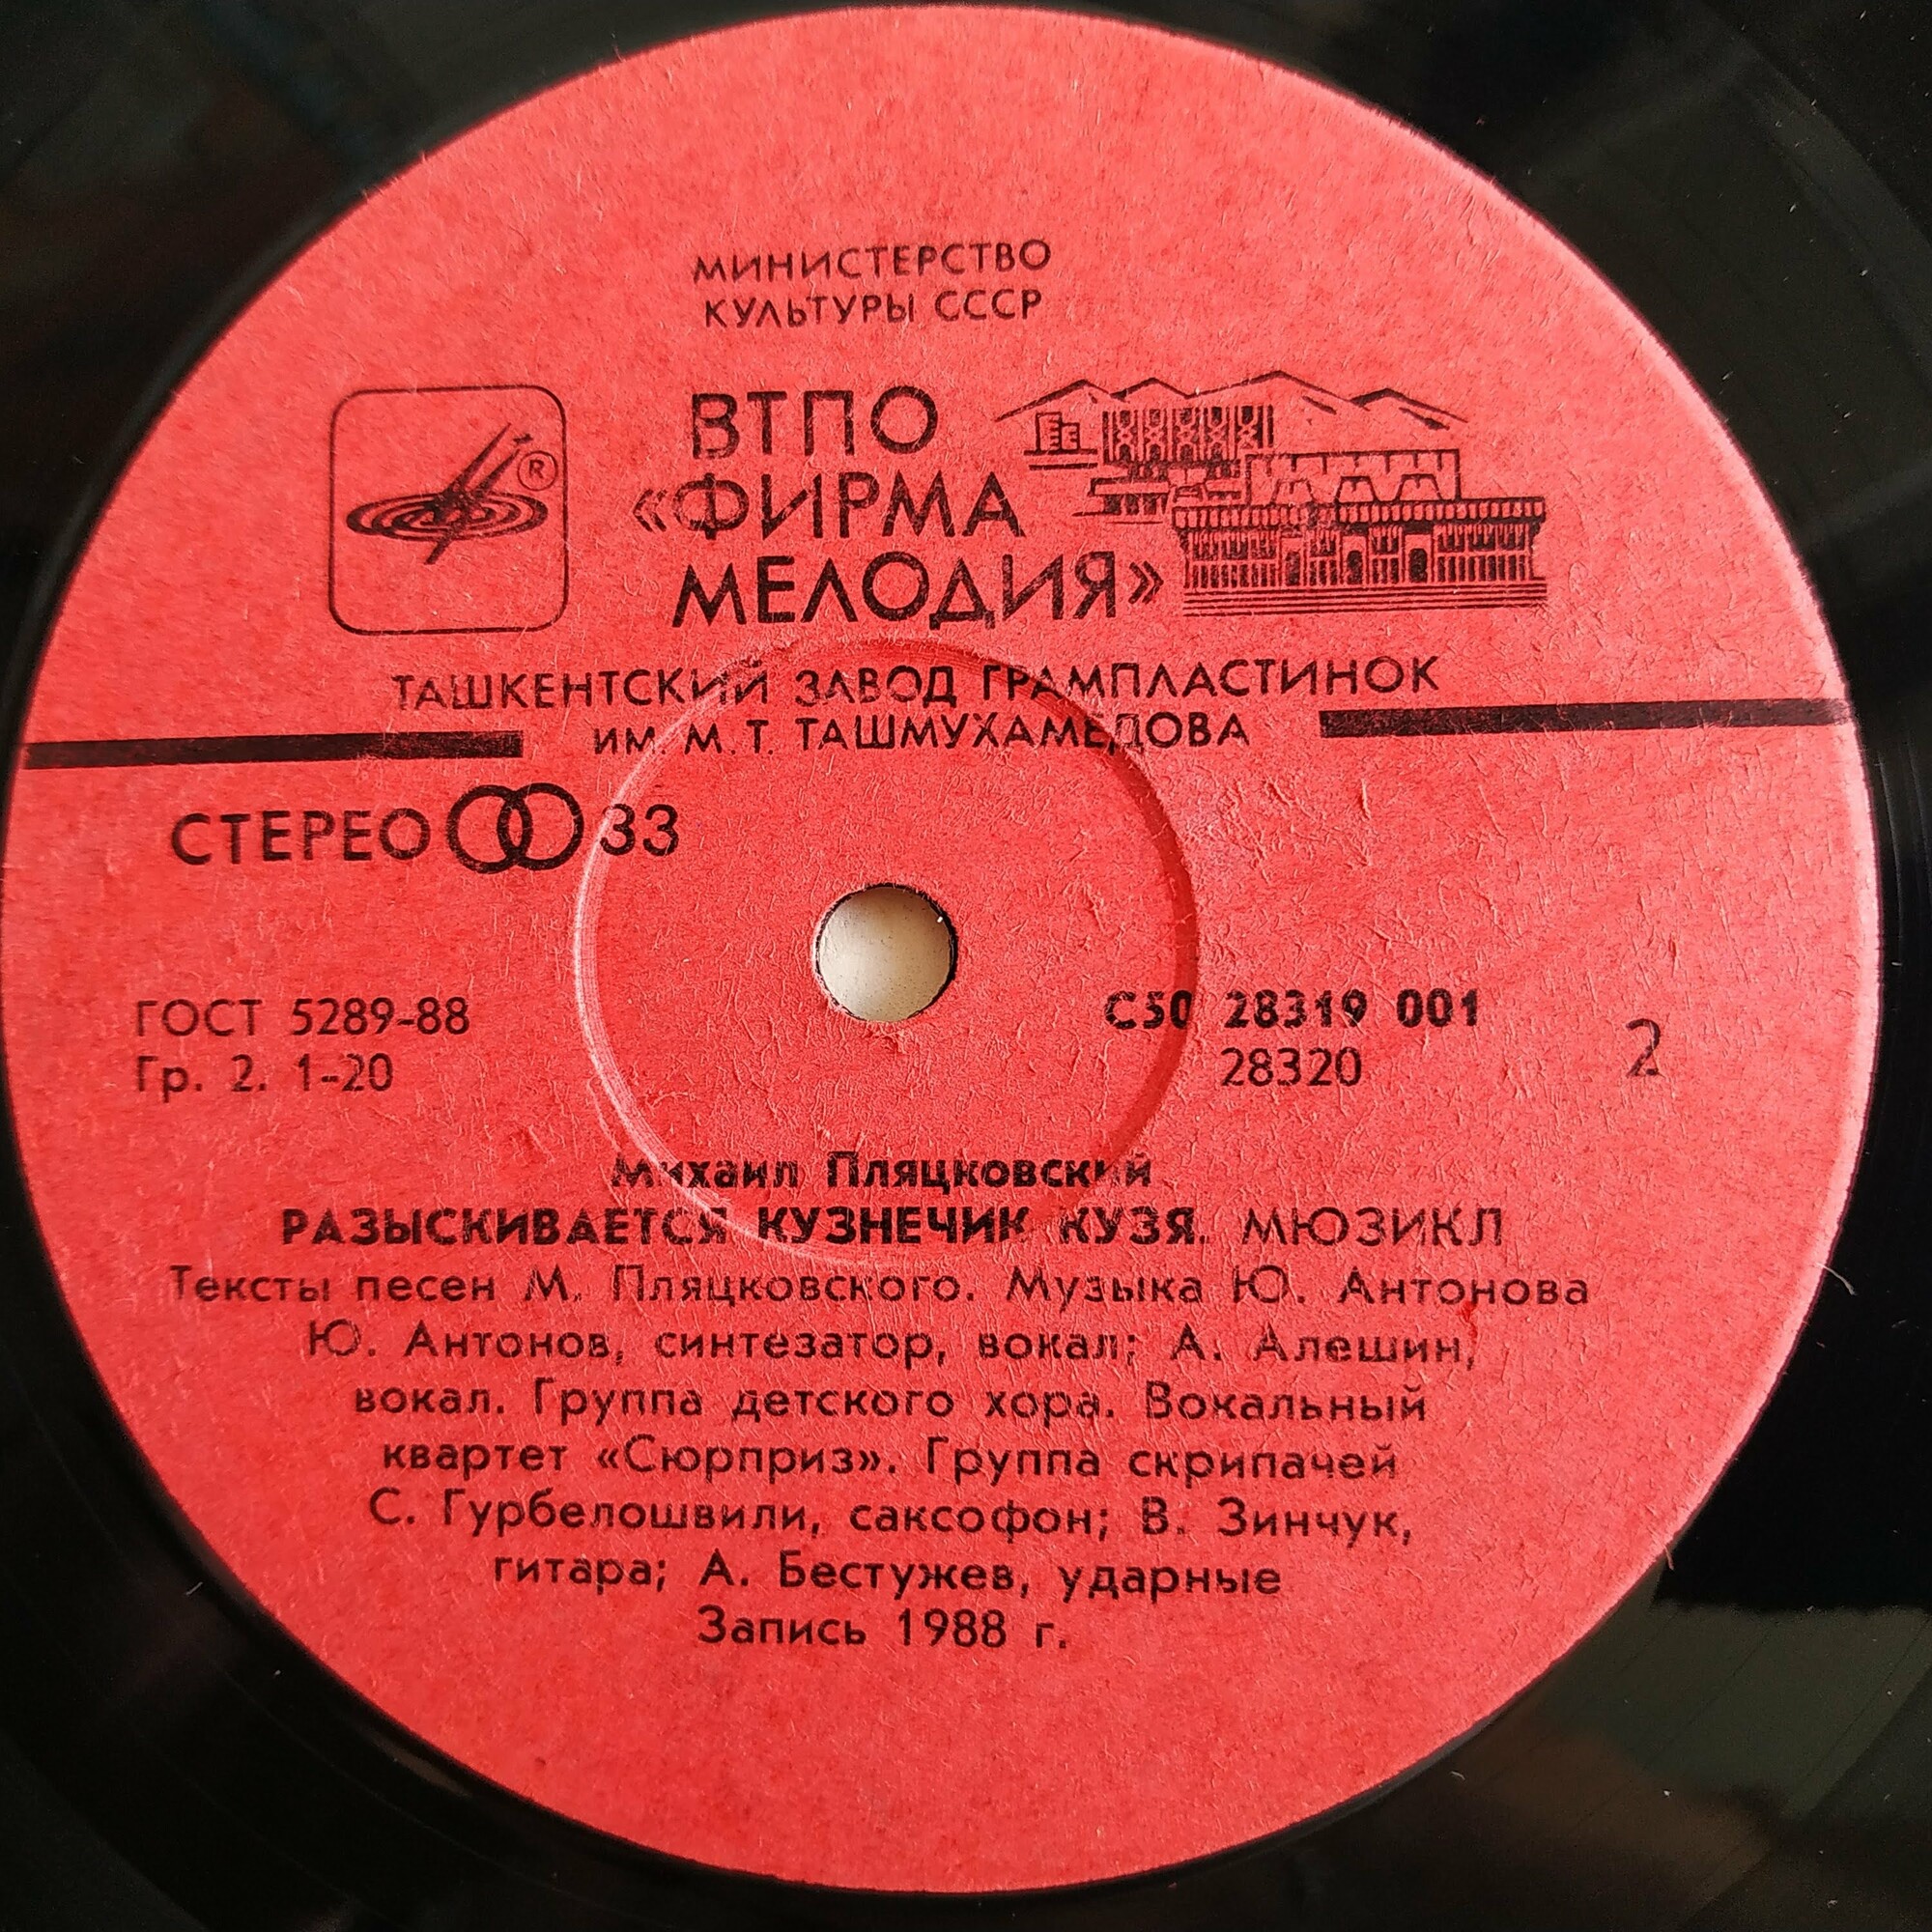 МИНИСТЕРСТВО
КУЛЬТУРЫ СССР
ВТПО
«ФИРМА
МЕЛОДИЯ»
®
ТАШКЕНТСКИЙ ЗАВОД ГРАМПЛАСТИНОК
ИМ. М. Т. ТАШМУХАМЕДОВА
СТЕРЕО 33
ГОСТ 5289-88
Гр. 2. 1-20
С50 28319 001
28320
2
Михаил Пляцковский
РАЗЫСКИВАЕТСЯ КУЗНЕЧИК КУЗЯ. МЮЗИКЛ
Тексты песен М. Пляцковского. Музыка Ю. Антонова
Ю. Антонов, синтезатор, вокал; А. Алешин,
вокал. Группа детского хора. Вокальный
квартет «Сюрприз». Группа скрипачей
С. Гурбелошвили, саксофон; В. Зинчук,
гитара; А. Бестужев, ударные
Запись 1988 г.